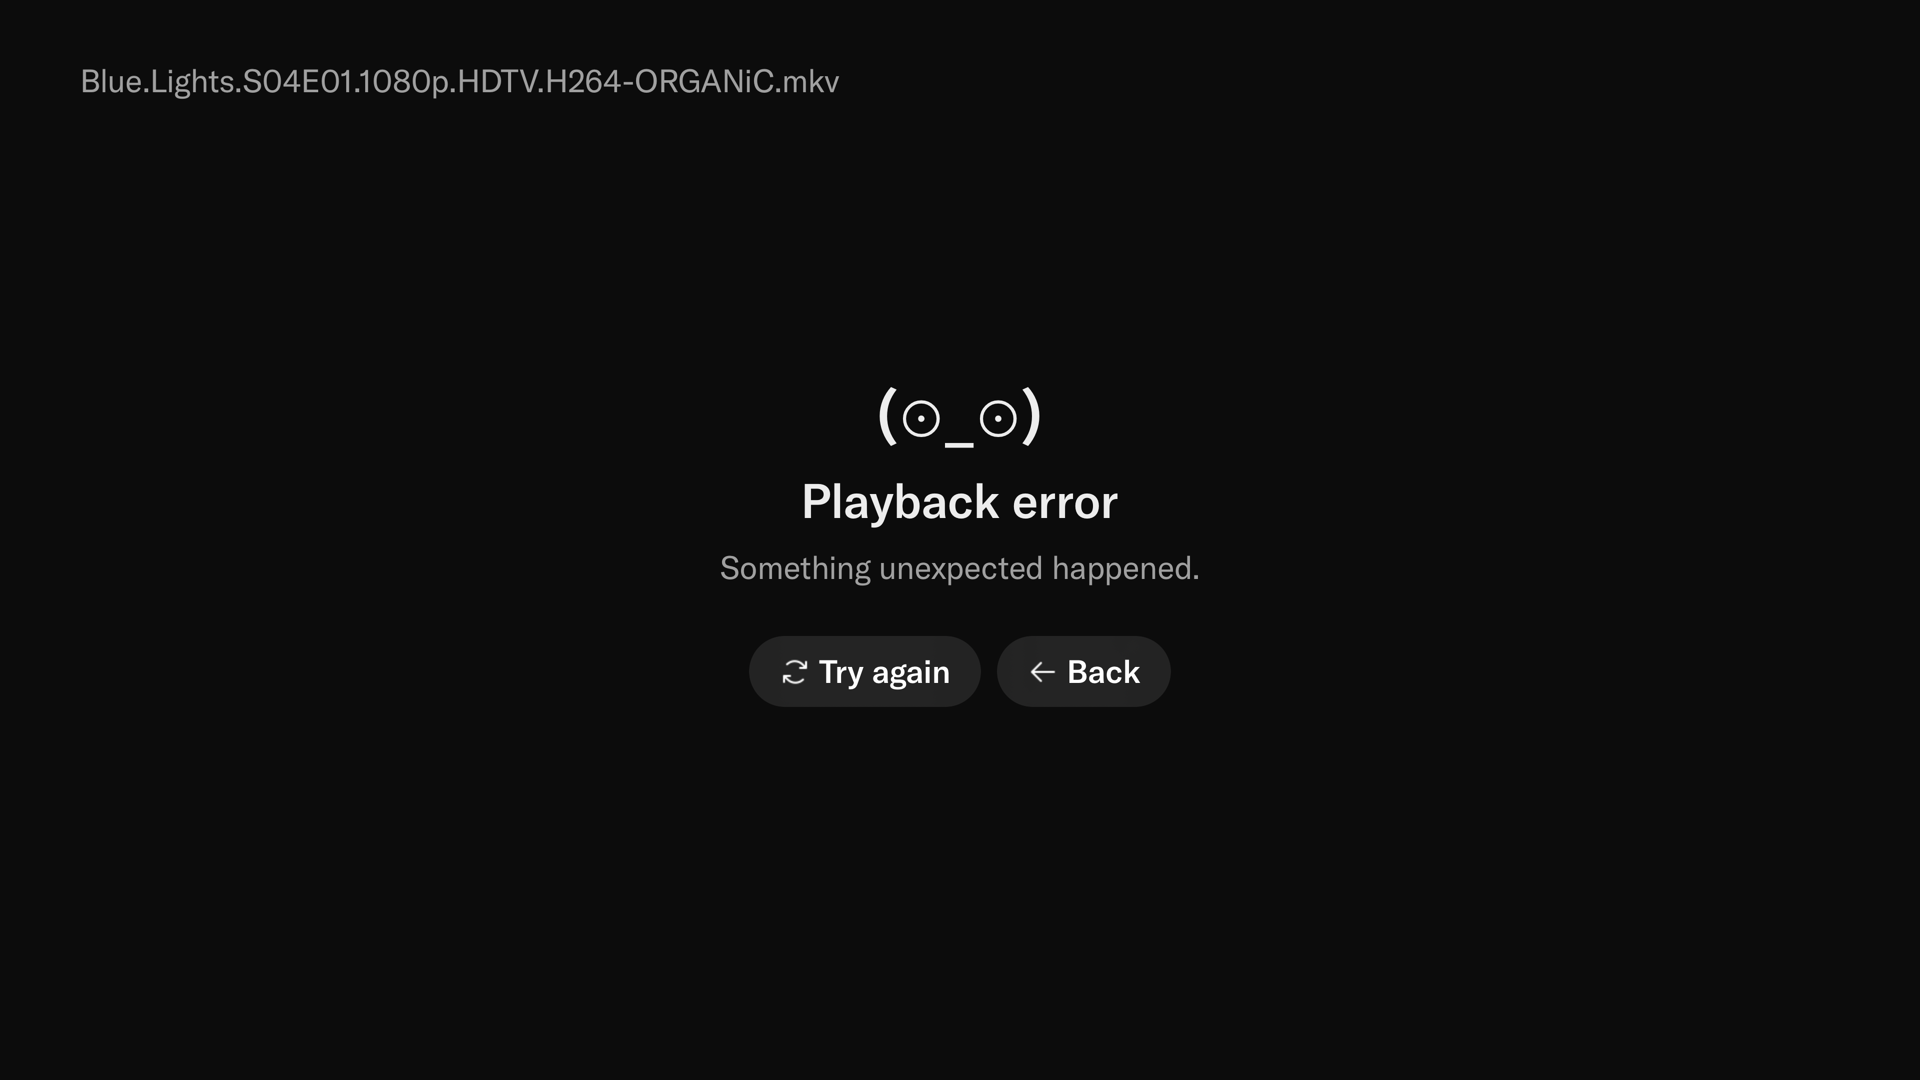 Blue.Lights.S04E01.1080p.HDTV.H264-ORGANiC.mkv
(⊙_⊙)
Playback error
Something unexpected happened.
Try again
Back